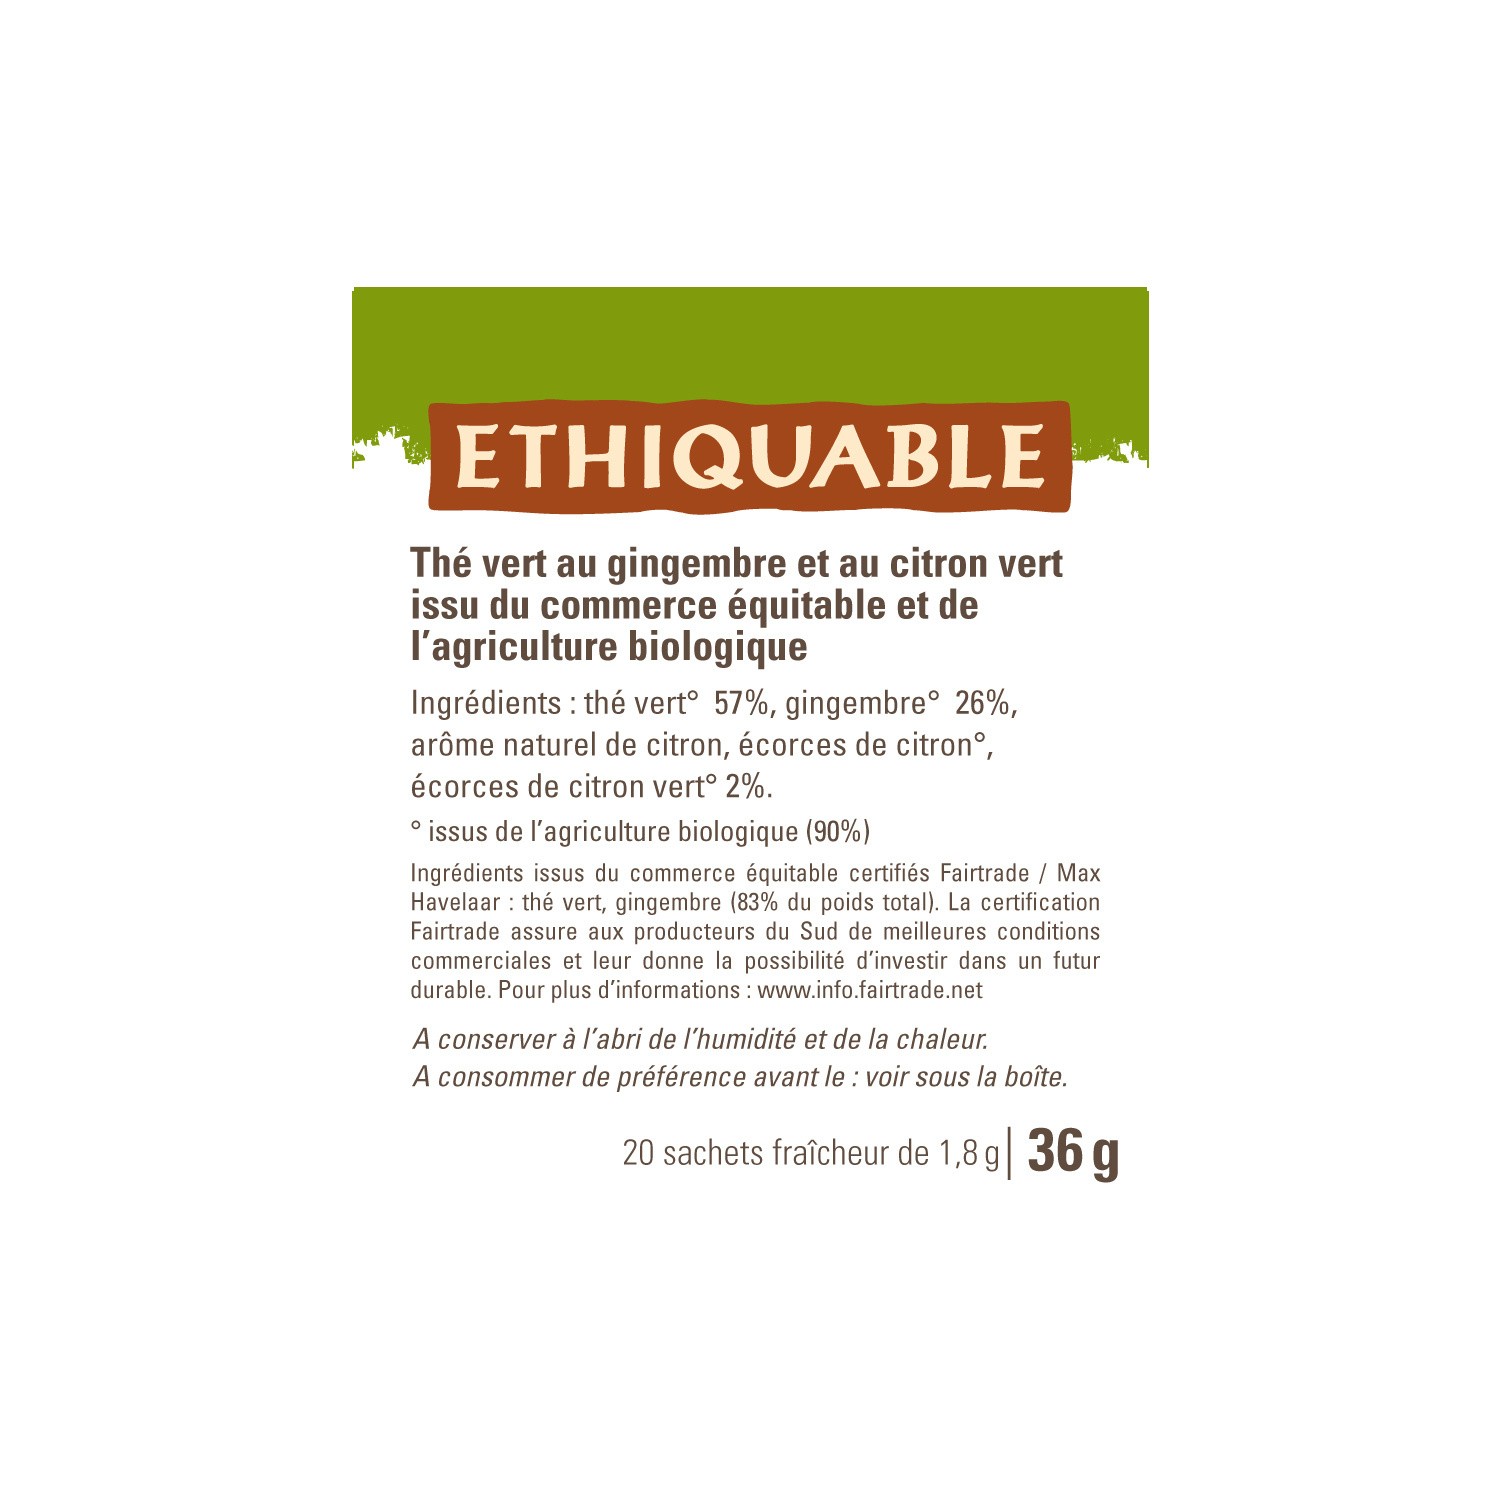 ETHIQUABLE
Thé vert au gingembre et au citron vert
issu du commerce équitable et de
l’agriculture biologique
Ingrédients : thé vert° 57%, gingembre° 26%,
arôme naturel de citron, écorces de citron°,
écorces de citron vert° 2%.
° issus de l’agriculture biologique (90%)
Ingrédients issus du commerce équitable certifiés Fairtrade / Max
Havelaar : thé vert, gingembre (83% du poids total). La certification
Fairtrade assure aux producteurs du Sud de meilleures conditions
commerciales et leur donne la possibilité d’investir dans un futur
durable. Pour plus d’informations : www.info.fairtrade.net
A conserver à l’abri de l’humidité et de la chaleur.
A consommer de préférence avant le : voir sous la boîte.
20 sachets fraîcheur de 1,8 g | 36 g